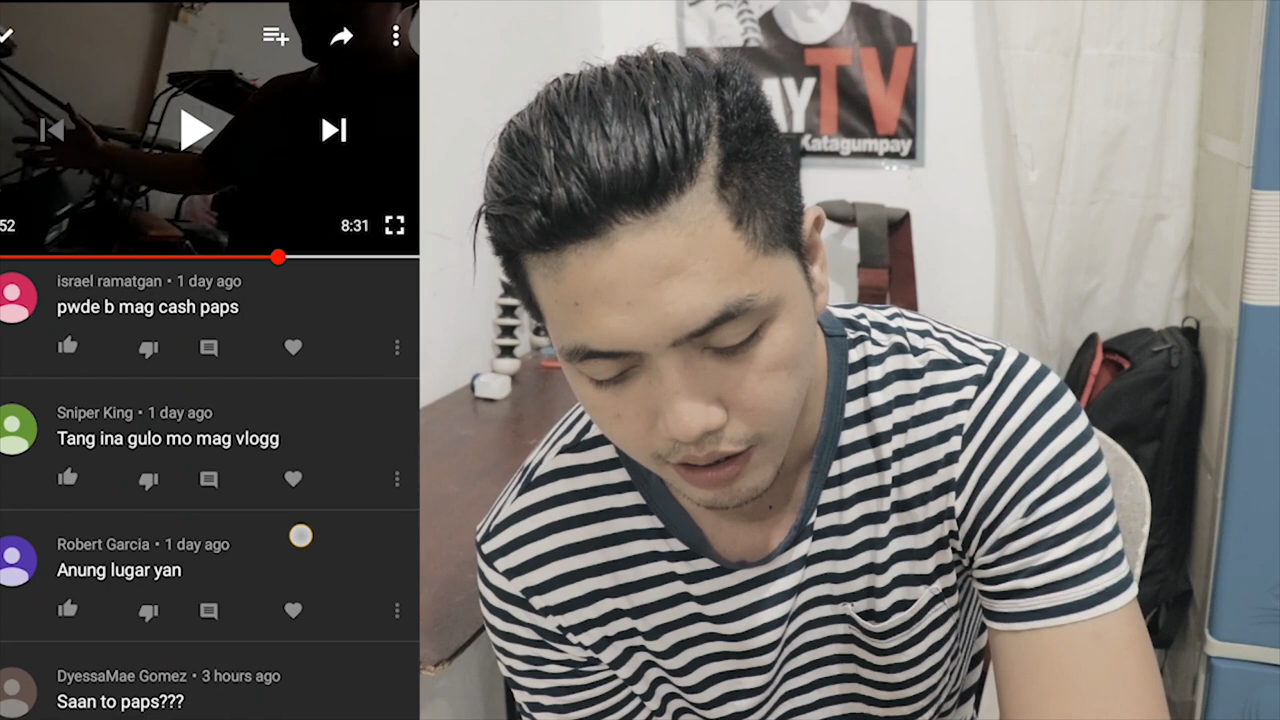 52
8:31
israel ramatgan • 1 day ago
pwde b mag cash paps
Sniper King • 1 day ago
Tang ina gulo mo mag vlogg
Robert Garcia • 1 day ago
Anung lugar yan
DyessaMae Gomez • 3 hours ago
Saan to paps???
MYTV
Katagumpay